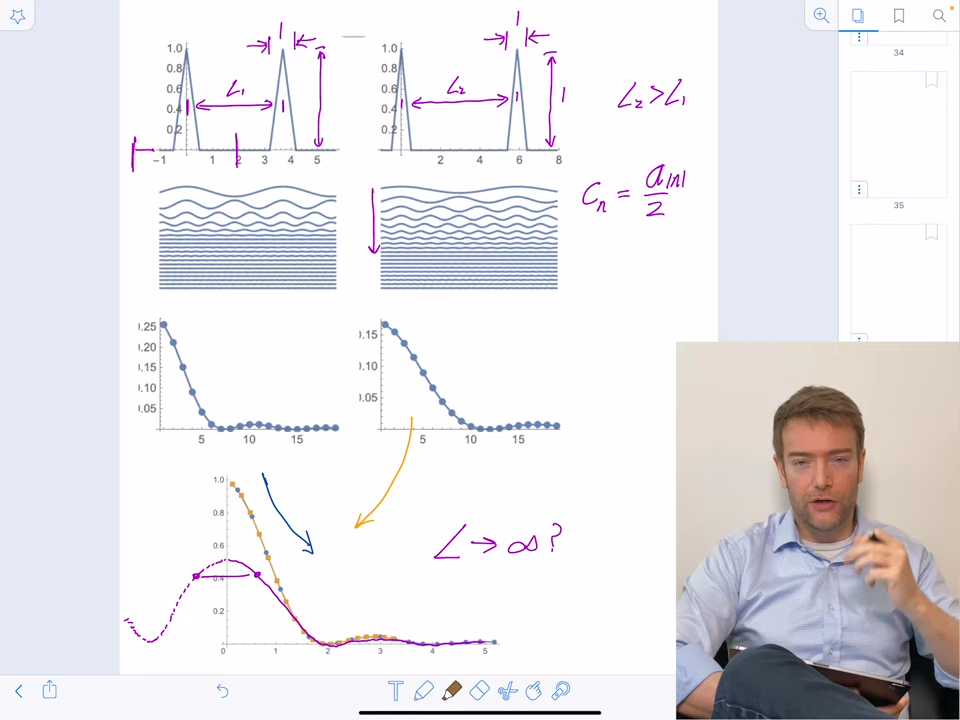 1 1
1.0 0.8 0.6 0.4 0.2
-1 1 2 3 4 5
L₁
1.0 0.8 0.6 0.4 0.2
2 4 6 8
L₂
1
L₂ > L₁
Cₙ = a|n|/2
0.25 0.20 0.15 0.10 0.05
5 10 15
0.15 0.10 0.05
5 10 15
1.0 0.8 0.6 0.4 0.2
0 1 2 3 4 5
L → ∞?
34
35
T